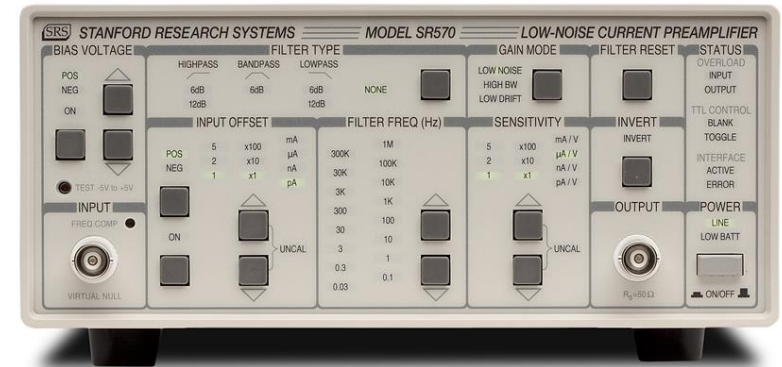 SRS STANFORD RESEARCH SYSTEMS MODEL SR570 LOW-NOISE CURRENT PREAMPLIFIER
BIAS VOLTAGE
POS
NEG
ON
TEST -5V to +5V
FILTER TYPE
HIGHPASS BANDPASS LOWPASS
6dB 6dB 6dB NONE
12dB 12dB
GAIN MODE
LOW NOISE
HIGH BW
LOW DRIFT
FILTER RESET
STATUS
OVERLOAD
INPUT
OUTPUT
TTL CONTROL
BLANK
TOGGLE
INTERFACE
ACTIVE
ERROR
INPUT OFFSET
POS 5 x100 mA
NEG 2 x10 µA
1 x1 nA
pA
ON
UNCAL
FILTER FREQ (Hz)
1M
300K
100K
30K
10K
3K
1K
300
100
30
10
3
1
0.3
0.1
0.03
SENSITIVITY
5 x100 mA / V
2 x10 µA / V
1 x1 nA / V
pA / V
UNCAL
INVERT
INVERT
INPUT
FREQ COMP
VIRTUAL NULL
OUTPUT
R₀=50Ω
POWER
LINE
LOW BATT
ON/OFF